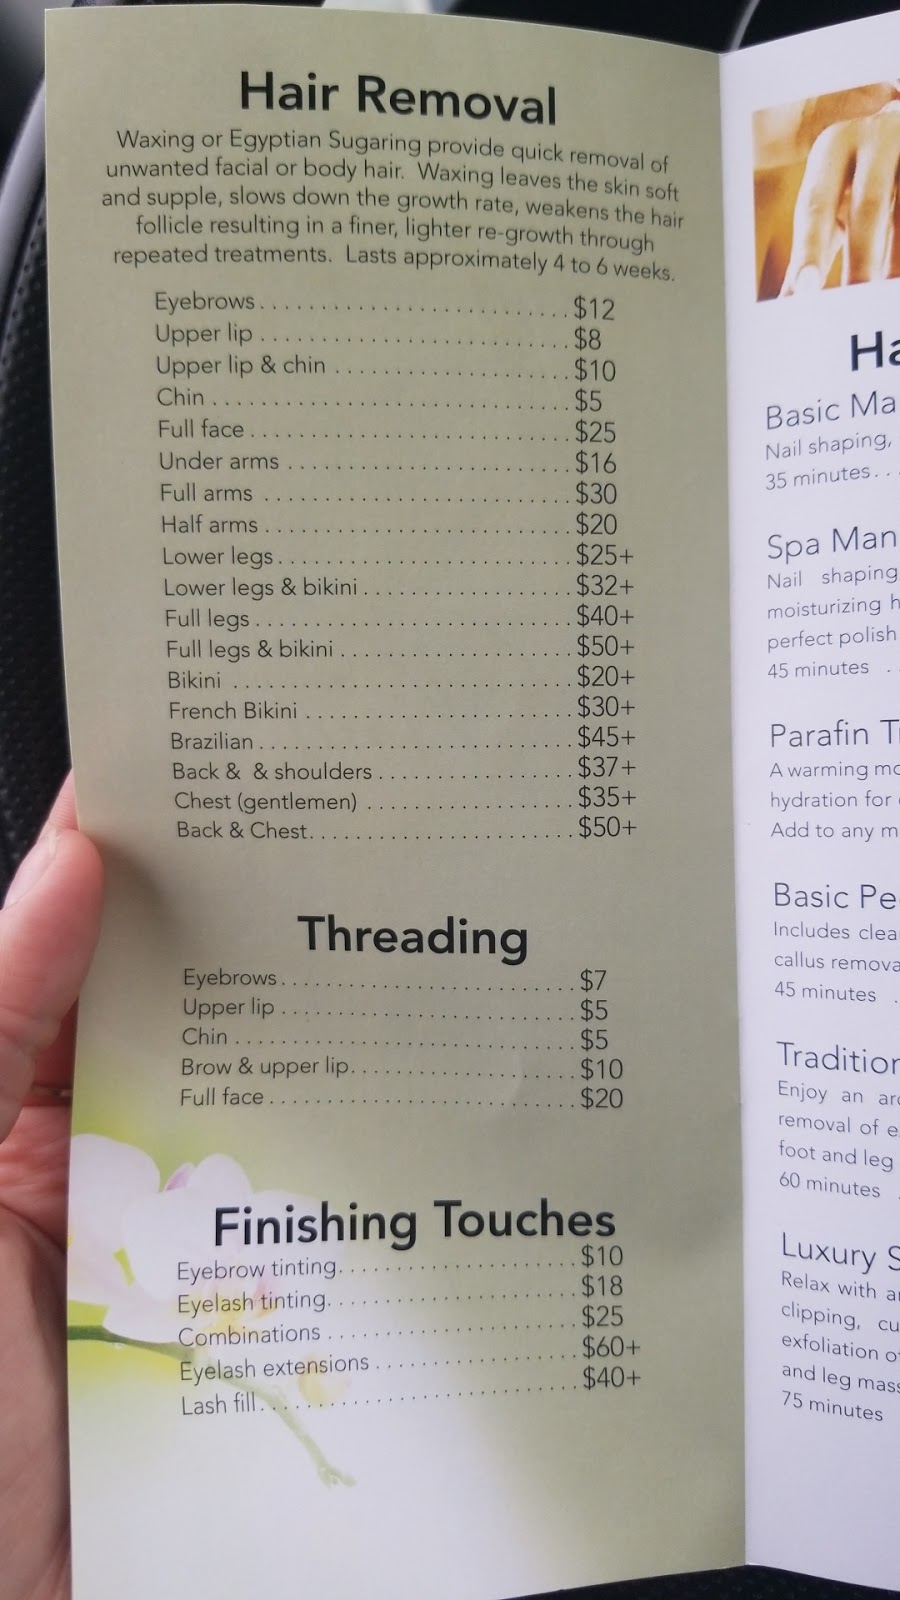 Hair Removal
Waxing or Egyptian Sugaring provide quick removal of
unwanted facial or body hair. Waxing leaves the skin soft
and supple, slows down the growth rate, weakens the hair
follicle resulting in a finer, lighter re-growth through
repeated treatments. Lasts approximately 4 to 6 weeks.
Eyebrows $12
Upper lip $8
Upper lip & chin $10
Chin $5
Full face $25
Under arms $16
Full arms $30
Half arms $20
Lower legs $25+
Lower legs & bikini $32+
Full legs $40+
Full legs & bikini $50+
Bikini $20+
French Bikini $30+
Brazilian $45+
Back & & shoulders $37+
Chest (gentlemen) $35+
Back & Chest $50+
Threading
Eyebrows $7
Upper lip $5
Chin $5
Brow & upper lip $10
Full face $20
Finishing Touches
Eyebrow tinting $10
Eyelash tinting $18
Combinations $25
Eyelash extensions $60+
Lash fill $40+
Ha
Basic Ma
Nail shaping,
35 minutes
Spa Man
Nail shaping
moisturizing h
perfect polish
45 minutes
Parafin T
A warming mo
hydration for
Add to any m
Basic Pe
Includes clea
callus remova
45 minutes
Tradition
Enjoy an aro
removal of e
foot and leg
60 minutes
Luxury S
Relax with a
clipping, cu
exfoliation o
and leg mass
75 minutes